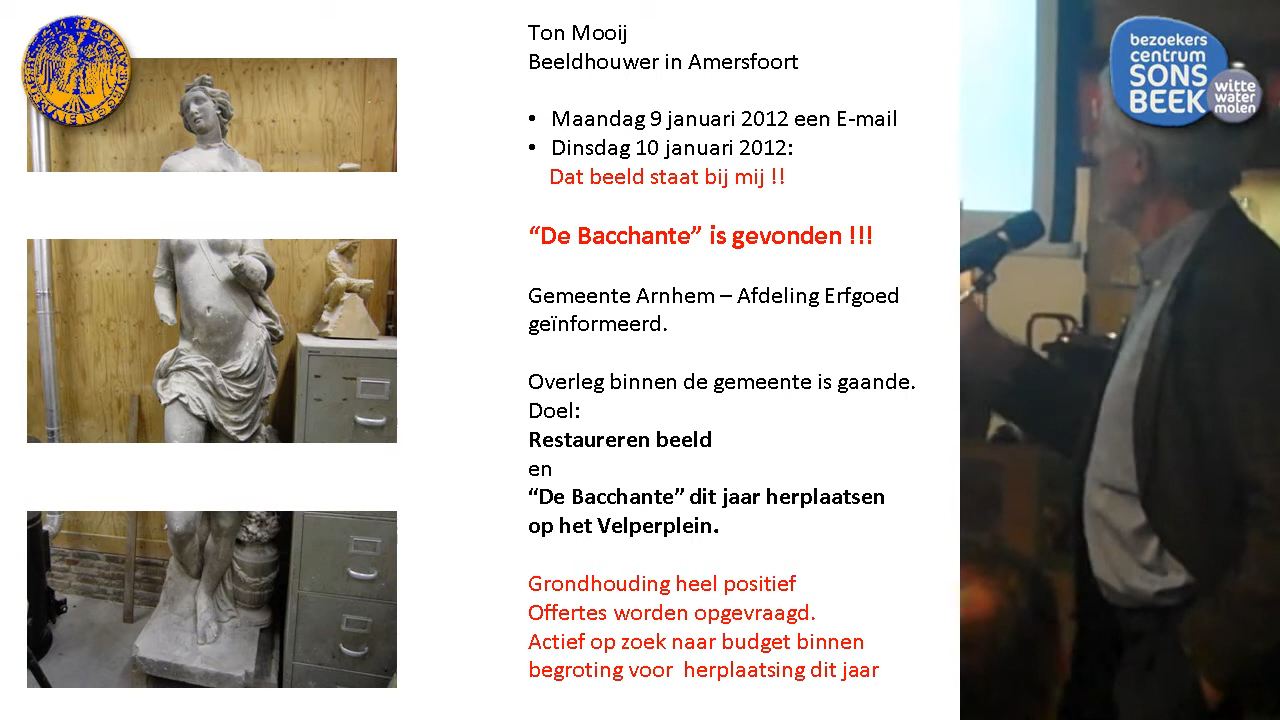 Ton Mooij
Beeldhouwer in Amersfoort
• Maandag 9 januari 2012 een E-mail
• Dinsdag 10 januari 2012:
Dat beeld staat bij mij !!
“De Bacchante” is gevonden !!!
Gemeente Arnhem – Afdeling Erfgoed
geïnformeerd.
Overleg binnen de gemeente is gaande.
Doel:
Restaureren beeld
en
“De Bacchante” dit jaar herplaatsen
op het Velperplein.
Grondhouding heel positief
Offertes worden opgevraagd.
Actief op zoek naar budget binnen
begroting voor herplaatsing dit jaar
bezoekers
centrum
SONS
BEEK
witte
water
molen